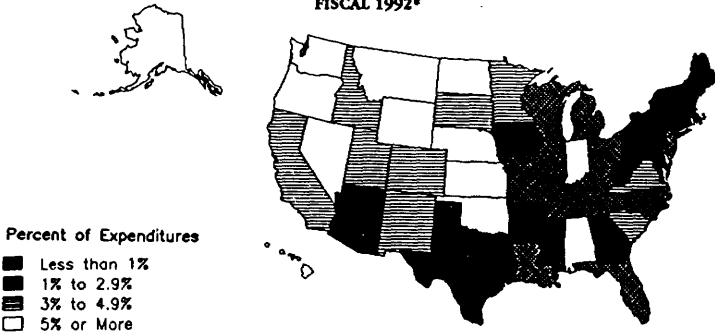 FISCAL 1992*
Percent of Expenditures
Less than 1%
1% to 2.9%
3% to 4.9%
5% or More